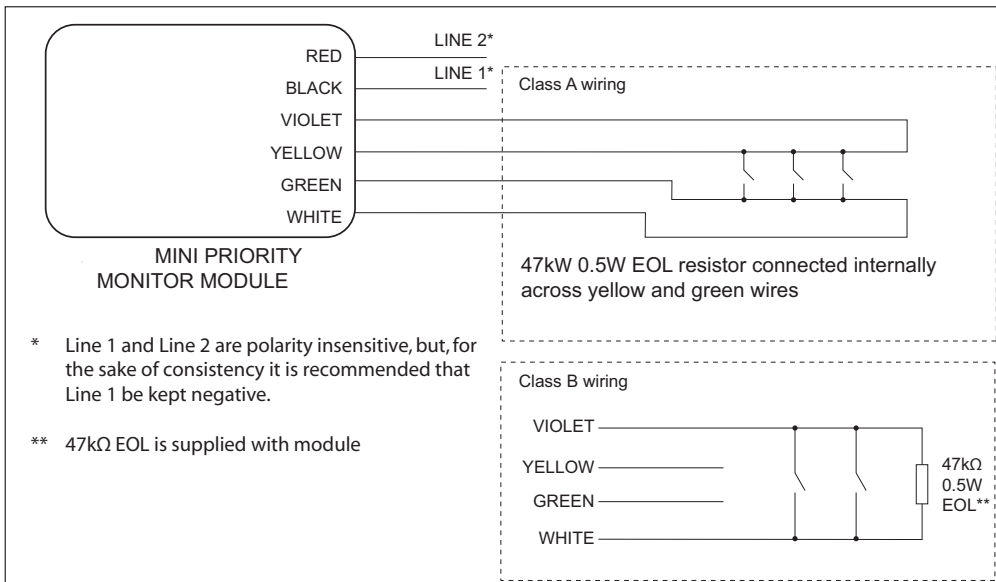 LINE 2*
RED
LINE 1*
BLACK
VIOLET
YELLOW
GREEN
WHITE
MINI PRIORITY
MONITOR MODULE
Class A wiring
47kW 0.5W EOL resistor connected internally
across yellow and green wires
* Line 1 and Line 2 are polarity insensitive, but, for
the sake of consistency it is recommended that
Line 1 be kept negative.
** 47kΩ EOL is supplied with module
Class B wiring
VIOLET
YELLOW
GREEN
WHITE
47kΩ
0.5W
EOL**